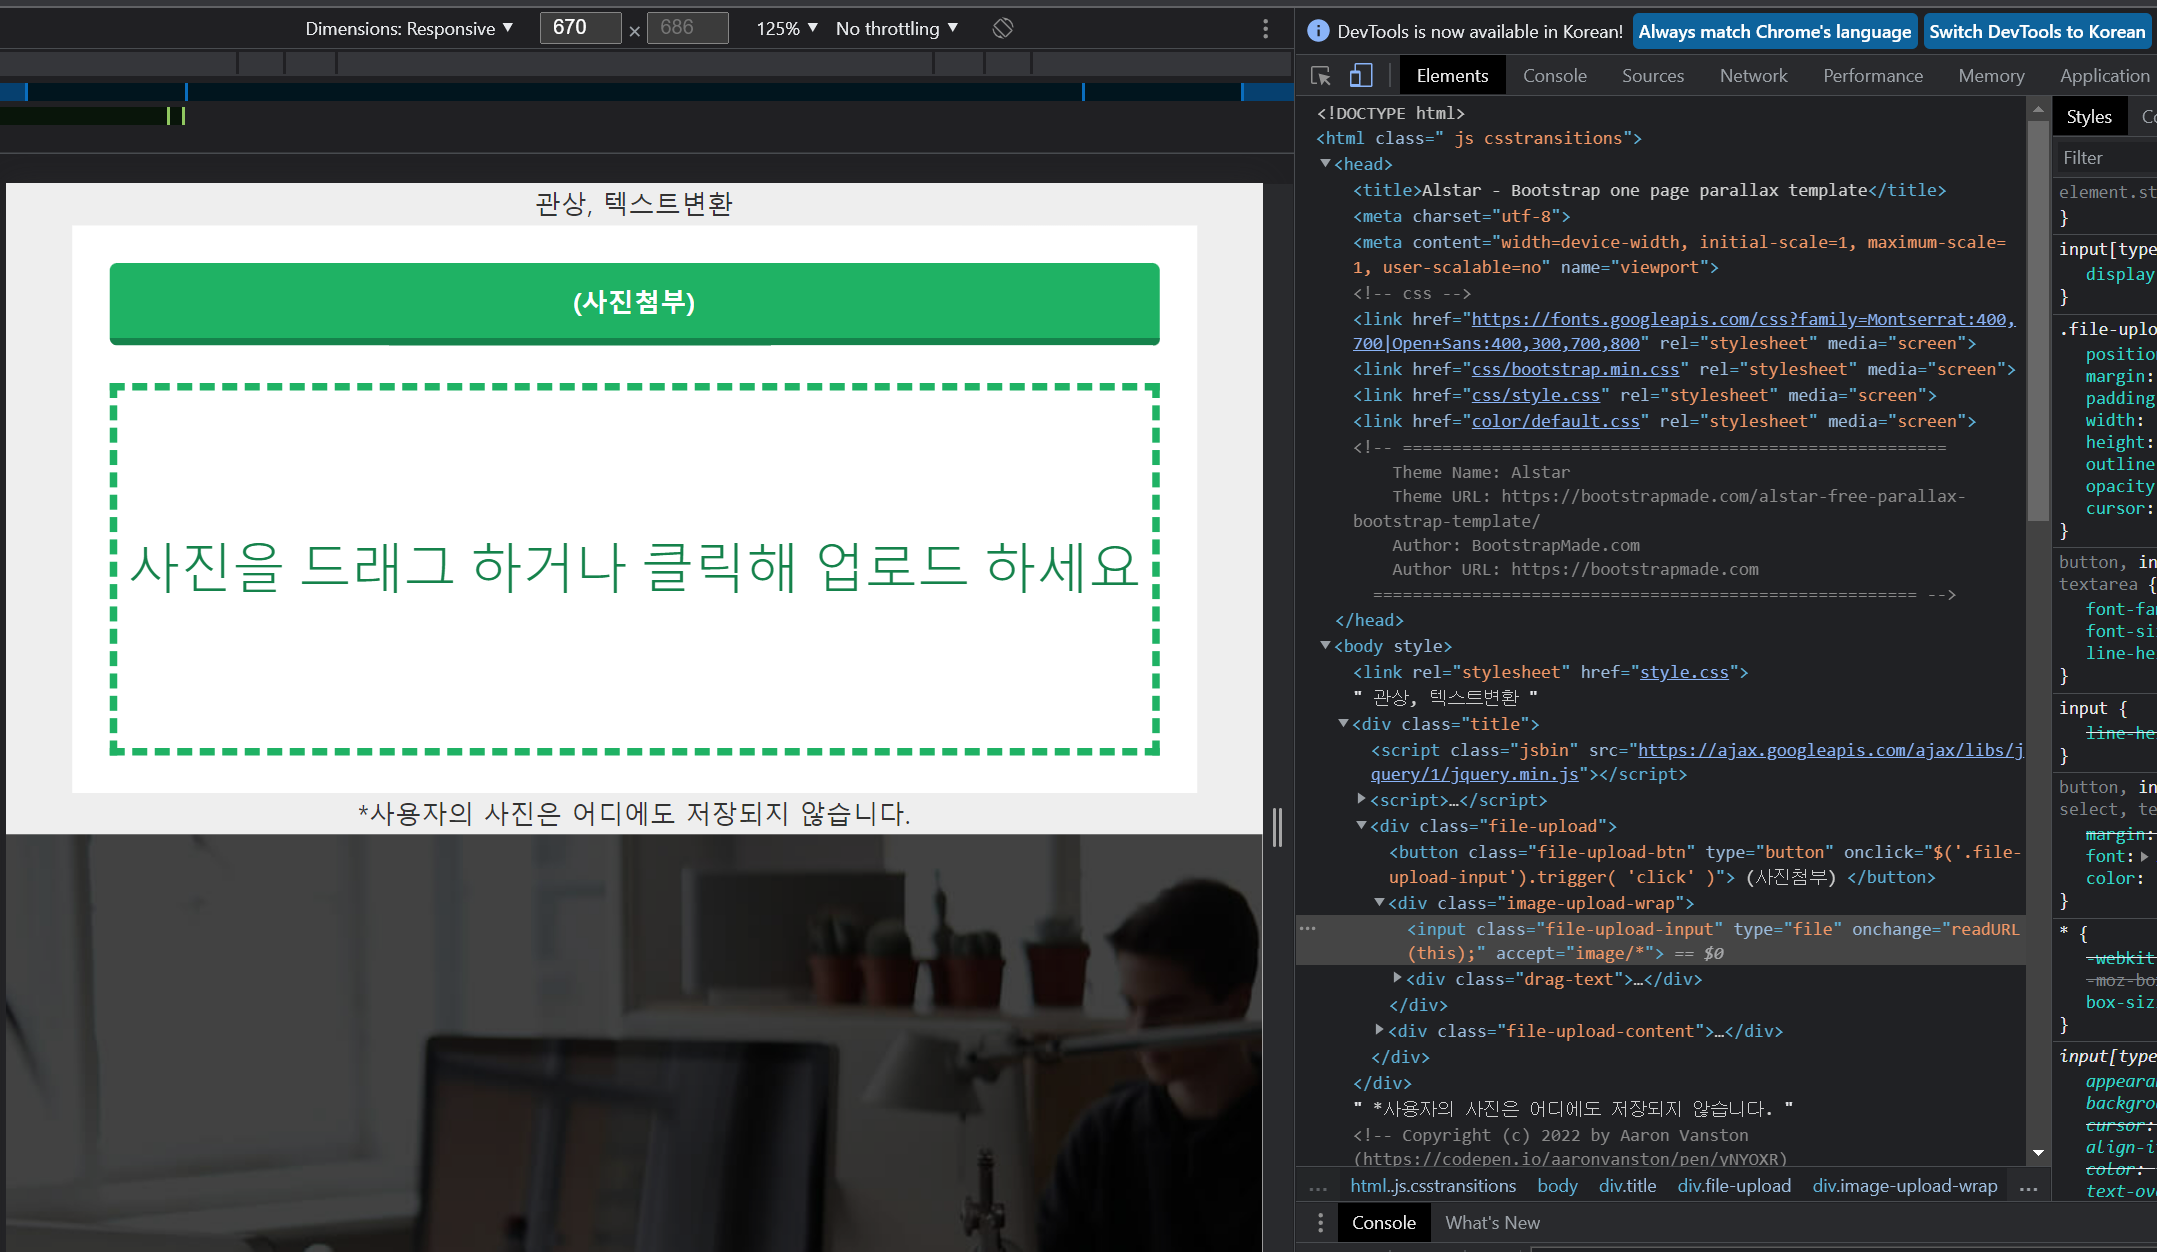 Dimensions: Responsive ▼ 670 × 686 125% ▼ No throttling ▼
관상, 텍스트변환
(사진첨부)
사진을 드래그 하거나 클릭해 업로드 하세요
*사용자의 사진은 어디에도 저장되지 않습니다.
DevTools is now available in Korean! Always match Chrome's language Switch DevTools to Korean
Elements Console Sources Network Performance Memory Application
<!DOCTYPE html>
<html class=" js csstransitions">
▼<head>
<title>Alstar - Bootstrap one page parallax template</title>
<meta charset="utf-8">
<meta content="width=device-width, initial-scale=1, maximum-scale=
1, user-scalable=no" name="viewport">
<!-- css -->
<link href="https://fonts.googleapis.com/css?family=Montserrat:400,
700|Open+Sans:400,300,700,800" rel="stylesheet" media="screen">
<link href="css/bootstrap.min.css" rel="stylesheet" media="screen">
<link href="css/style.css" rel="stylesheet" media="screen">
<link href="color/default.css" rel="stylesheet" media="screen">
<!-- =======================================================
Theme Name: Alstar
Theme URL: https://bootstrapmade.com/alstar-free-parallax-
bootstrap-template/
Author: BootstrapMade.com
Author URL: https://bootstrapmade.com
======================================================= -->
</head>
▼<body style>
<link rel="stylesheet" href="style.css">
" 관상, 텍스트변환 "
▼<div class="title">
<script class="jsbin" src="https://ajax.googleapis.com/ajax/libs/j
query/1/jquery.min.js"></script>
▶<script>…</script>
▼<div class="file-upload">
<button class="file-upload-btn" type="button" onclick="$('.file-
upload-input').trigger( 'click' )"> (사진첨부) </button>
▼<div class="image-upload-wrap">
<input class="file-upload-input" type="file" onchange="readURL
(this);" accept="image/*"> == $0
▶<div class="drag-text">…</div>
</div>
▶<div class="file-upload-content">…</div>
</div>
</div>
" *사용자의 사진은 어디에도 저장되지 않습니다. "
<!-- Copyright (c) 2022 by Aaron Vanston
(https://codepen.io/aaronvanston/pen/yNYOXR)
... html..js.csstransitions body div.title div.file-upload div.image-upload-wrap ...
Console What's New
Styles Co
Filter
element.st
}
input[type
display
}
.file-uplo
positio
margin:
padding
width:
height:
outline
opacity
cursor:
}
button, in
textarea {
font-fa
font-si
line-he
}
input {
line-he
}
button, in
select, te
margin:
font:▶
color:
}
* {
-webkit
-moz-bo
box-siz
}
input[type
appeara
backgro
cursor:
align-i
color:
text-ov